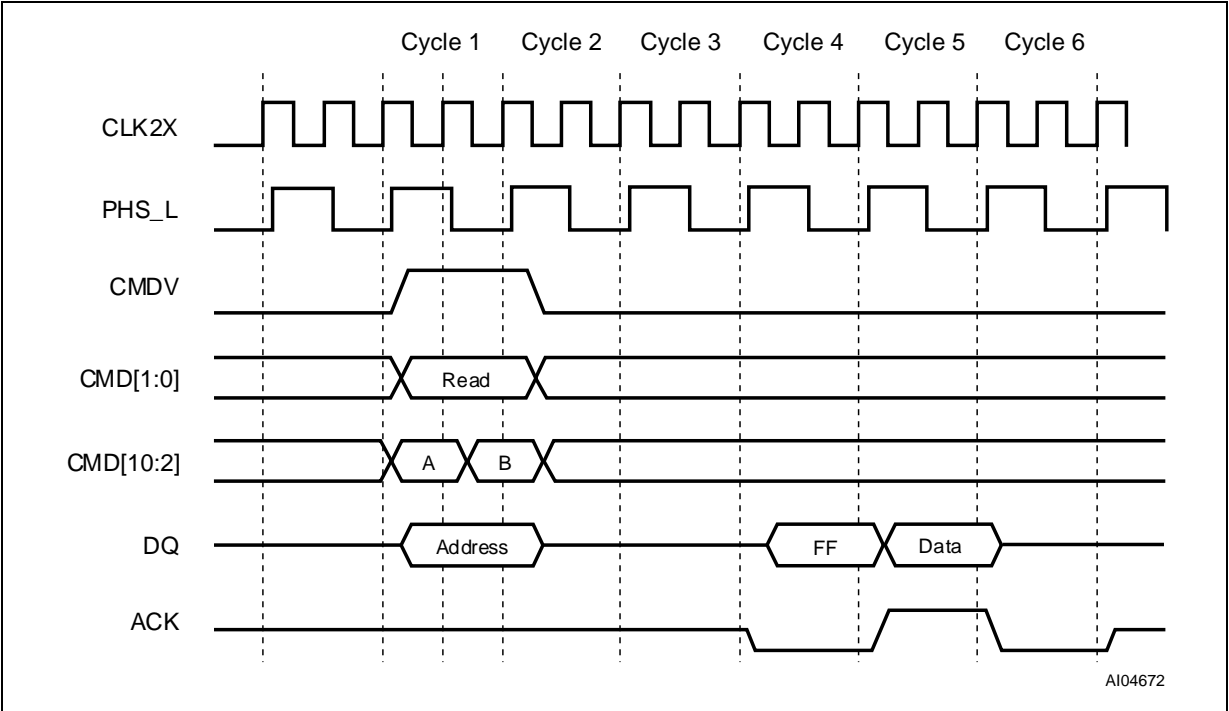 Cycle 1 Cycle 2 Cycle 3 Cycle 4 Cycle 5 Cycle 6
CLK2X
PHS_L
CMDV
CMD[1:0] Read
CMD[10:2] A B
DQ Address FF Data
ACK
AI04672